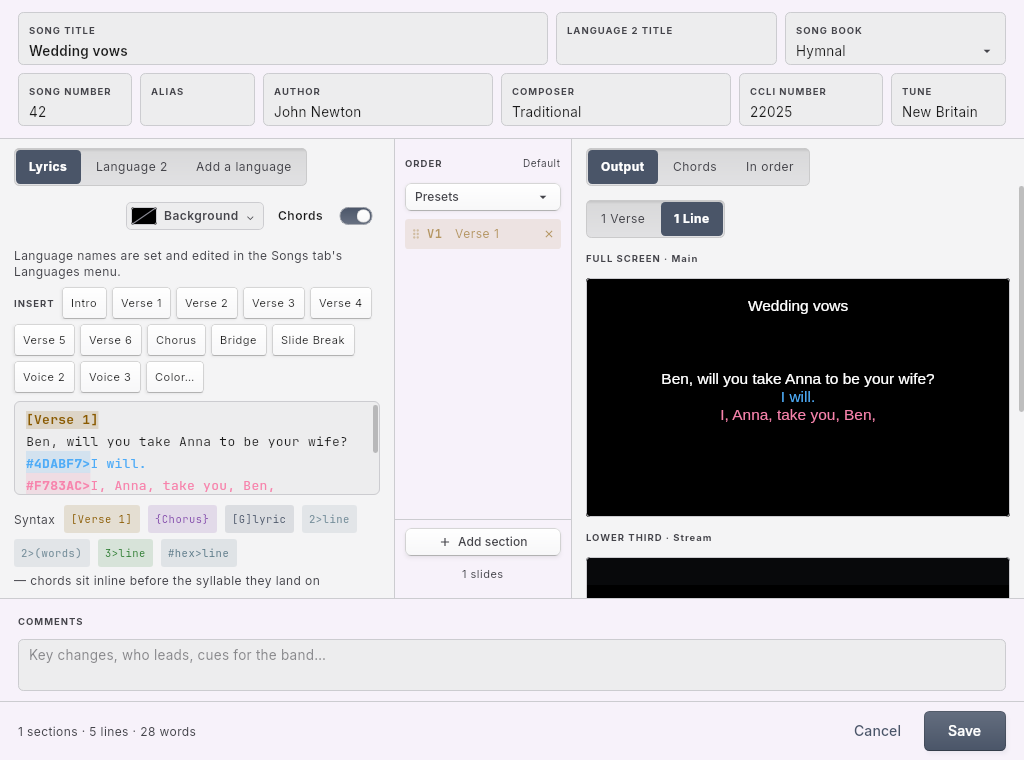 SONG TITLE
Wedding vows
LANGUAGE 2 TITLE
SONG BOOK
Hymnal
SONG NUMBER
42
ALIAS
AUTHOR
John Newton
COMPOSER
Traditional
CCLI NUMBER
22025
TUNE
New Britain
Lyrics
Language 2
Add a language
Background
Chords
Language names are set and edited in the Songs tab's
Languages menu.
INSERT
Intro
Verse 1
Verse 2
Verse 3
Verse 4
Verse 5
Verse 6
Chorus
Bridge
Slide Break
Voice 2
Voice 3
Color...
[Verse 1]
Ben, will you take Anna to be your wife?
#4DABF7>I will.
#F783AC>I, Anna, take you, Ben,
Syntax
[Verse 1]
{Chorus}
[G]lyric
2>line
2>(words)
3>line
#hex>line
— chords sit inline before the syllable they land on
ORDER
Default
Presets
V1 Verse 1 ×
+ Add section
1 slides
Output
Chords
In order
1 Verse
1 Line
FULL SCREEN · Main
Wedding vows
Ben, will you take Anna to be your wife?
I will.
I, Anna, take you, Ben,
LOWER THIRD · Stream
COMMENTS
Key changes, who leads, cues for the band...
1 sections · 5 lines · 28 words
Cancel
Save